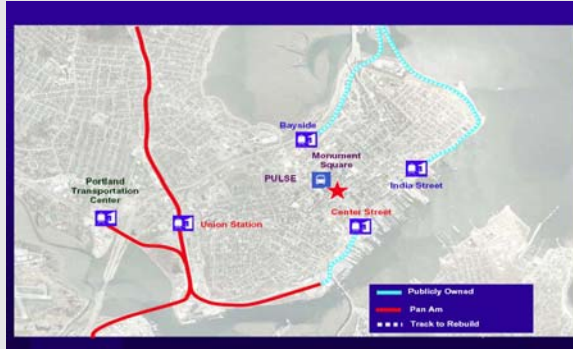 Bayside
Monument
Square
PULSE
India Street
Portland
Transportation
Center
Union Station
Center Street
Publicly Owned
Pan Am
Track to Rebuild